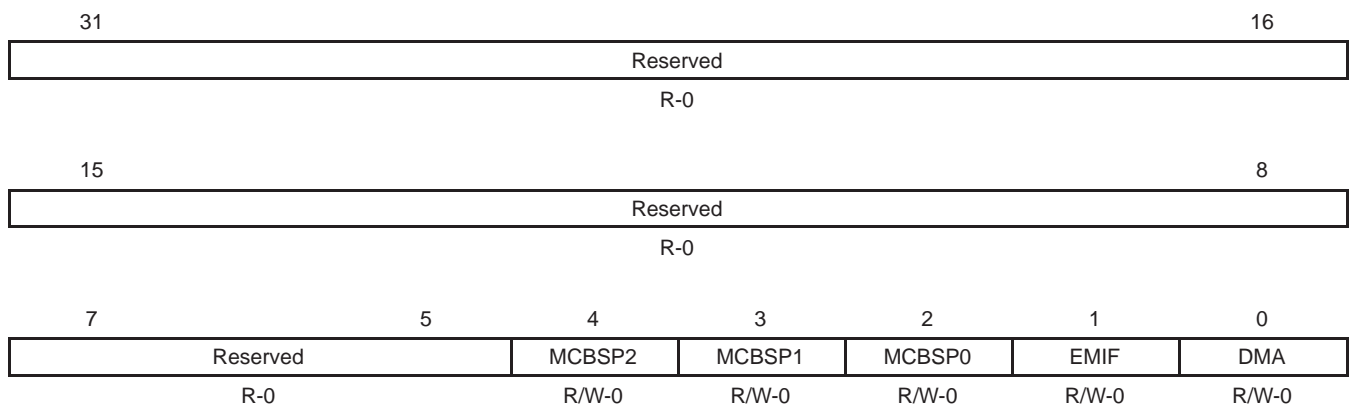 31 16
Reserved
R-0
15 8
Reserved
R-0
7 5 4 3 2 1 0
Reserved MCBSP2 MCBSP1 MCBSP0 EMIF DMA
R-0 R/W-0 R/W-0 R/W-0 R/W-0 R/W-0